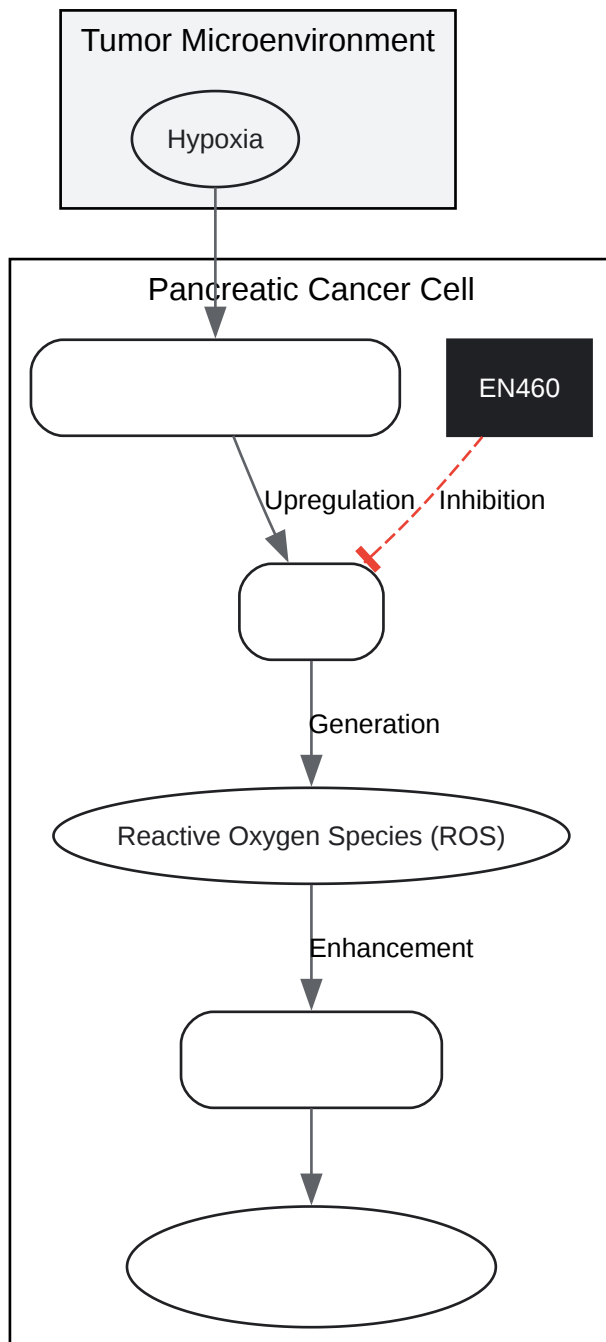 Tumor Microenvironment
Hypoxia
Pancreatic Cancer Cell
EN460
Upregulation
Inhibition
Generation
Reactive Oxygen Species (ROS)
Enhancement